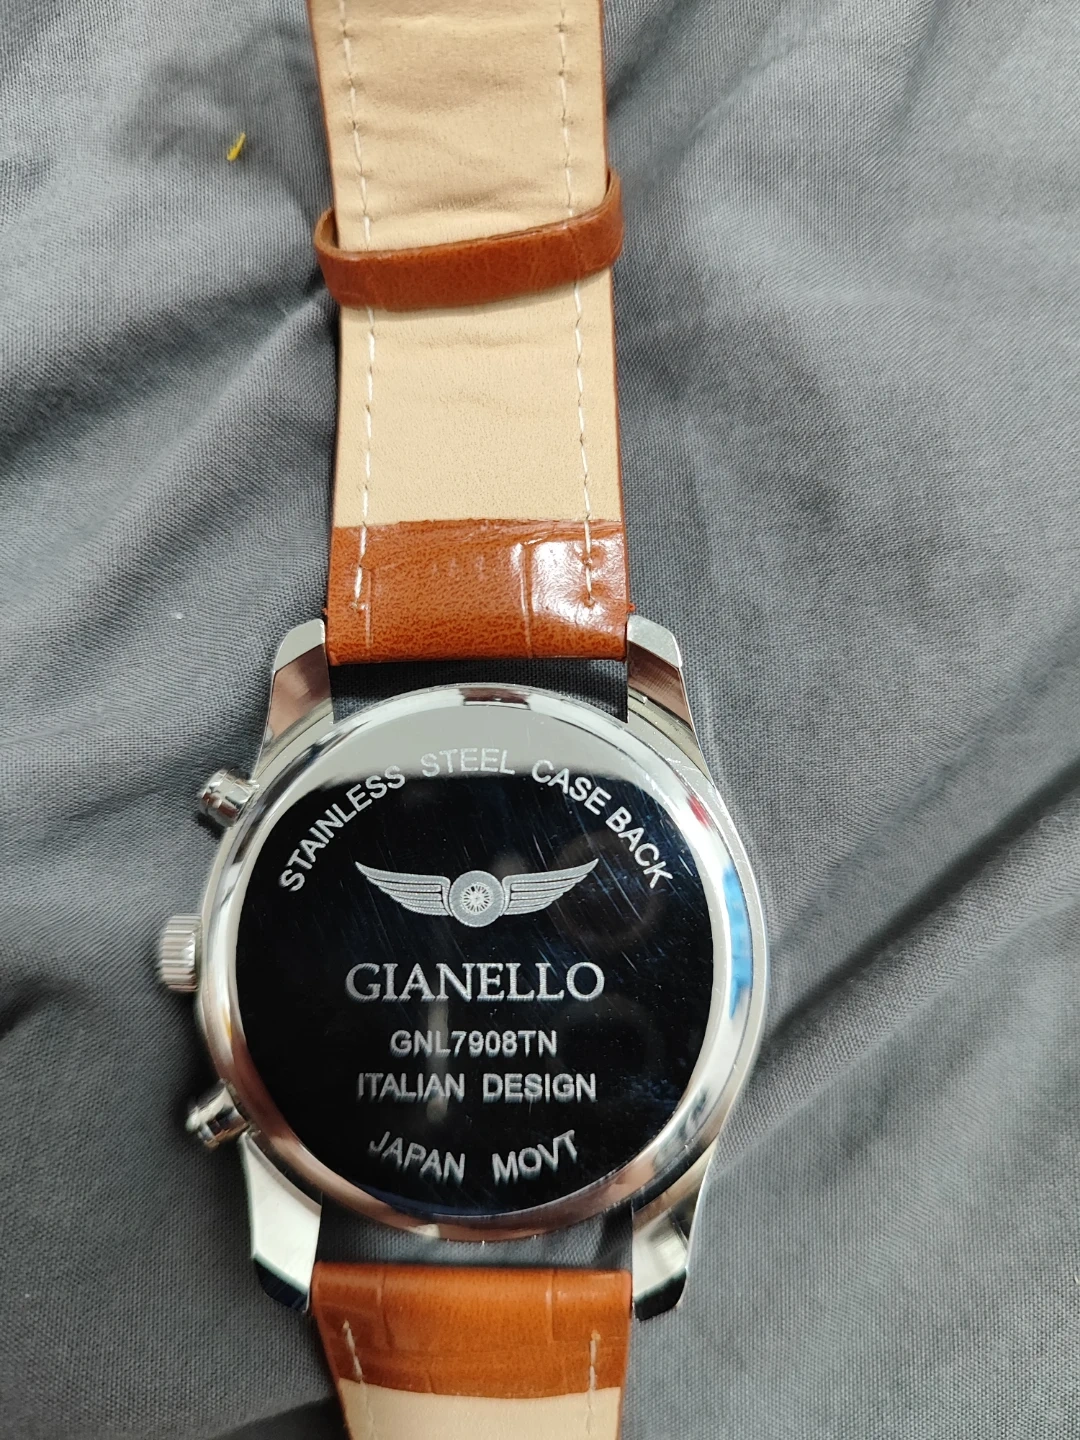 STAINLESS STEEL CASE BACK
GIANELLO
GNL7908TN
ITALIAN DESIGN
JAPAN MOVT